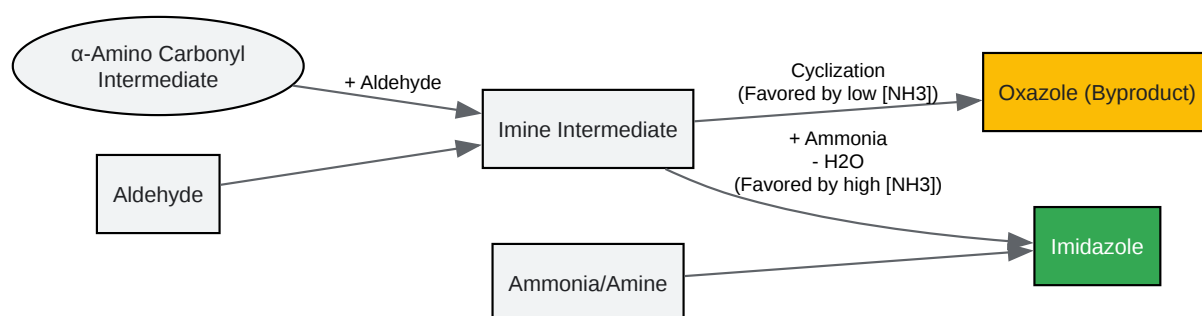 α-Amino Carbonyl
Intermediate
+ Aldehyde
Aldehyde
Imine Intermediate
Cyclization
(Favored by low [NH3])
Oxazole (Byproduct)
+ Ammonia
- H2O
(Favored by high [NH3])
Ammonia/Amine
Imidazole